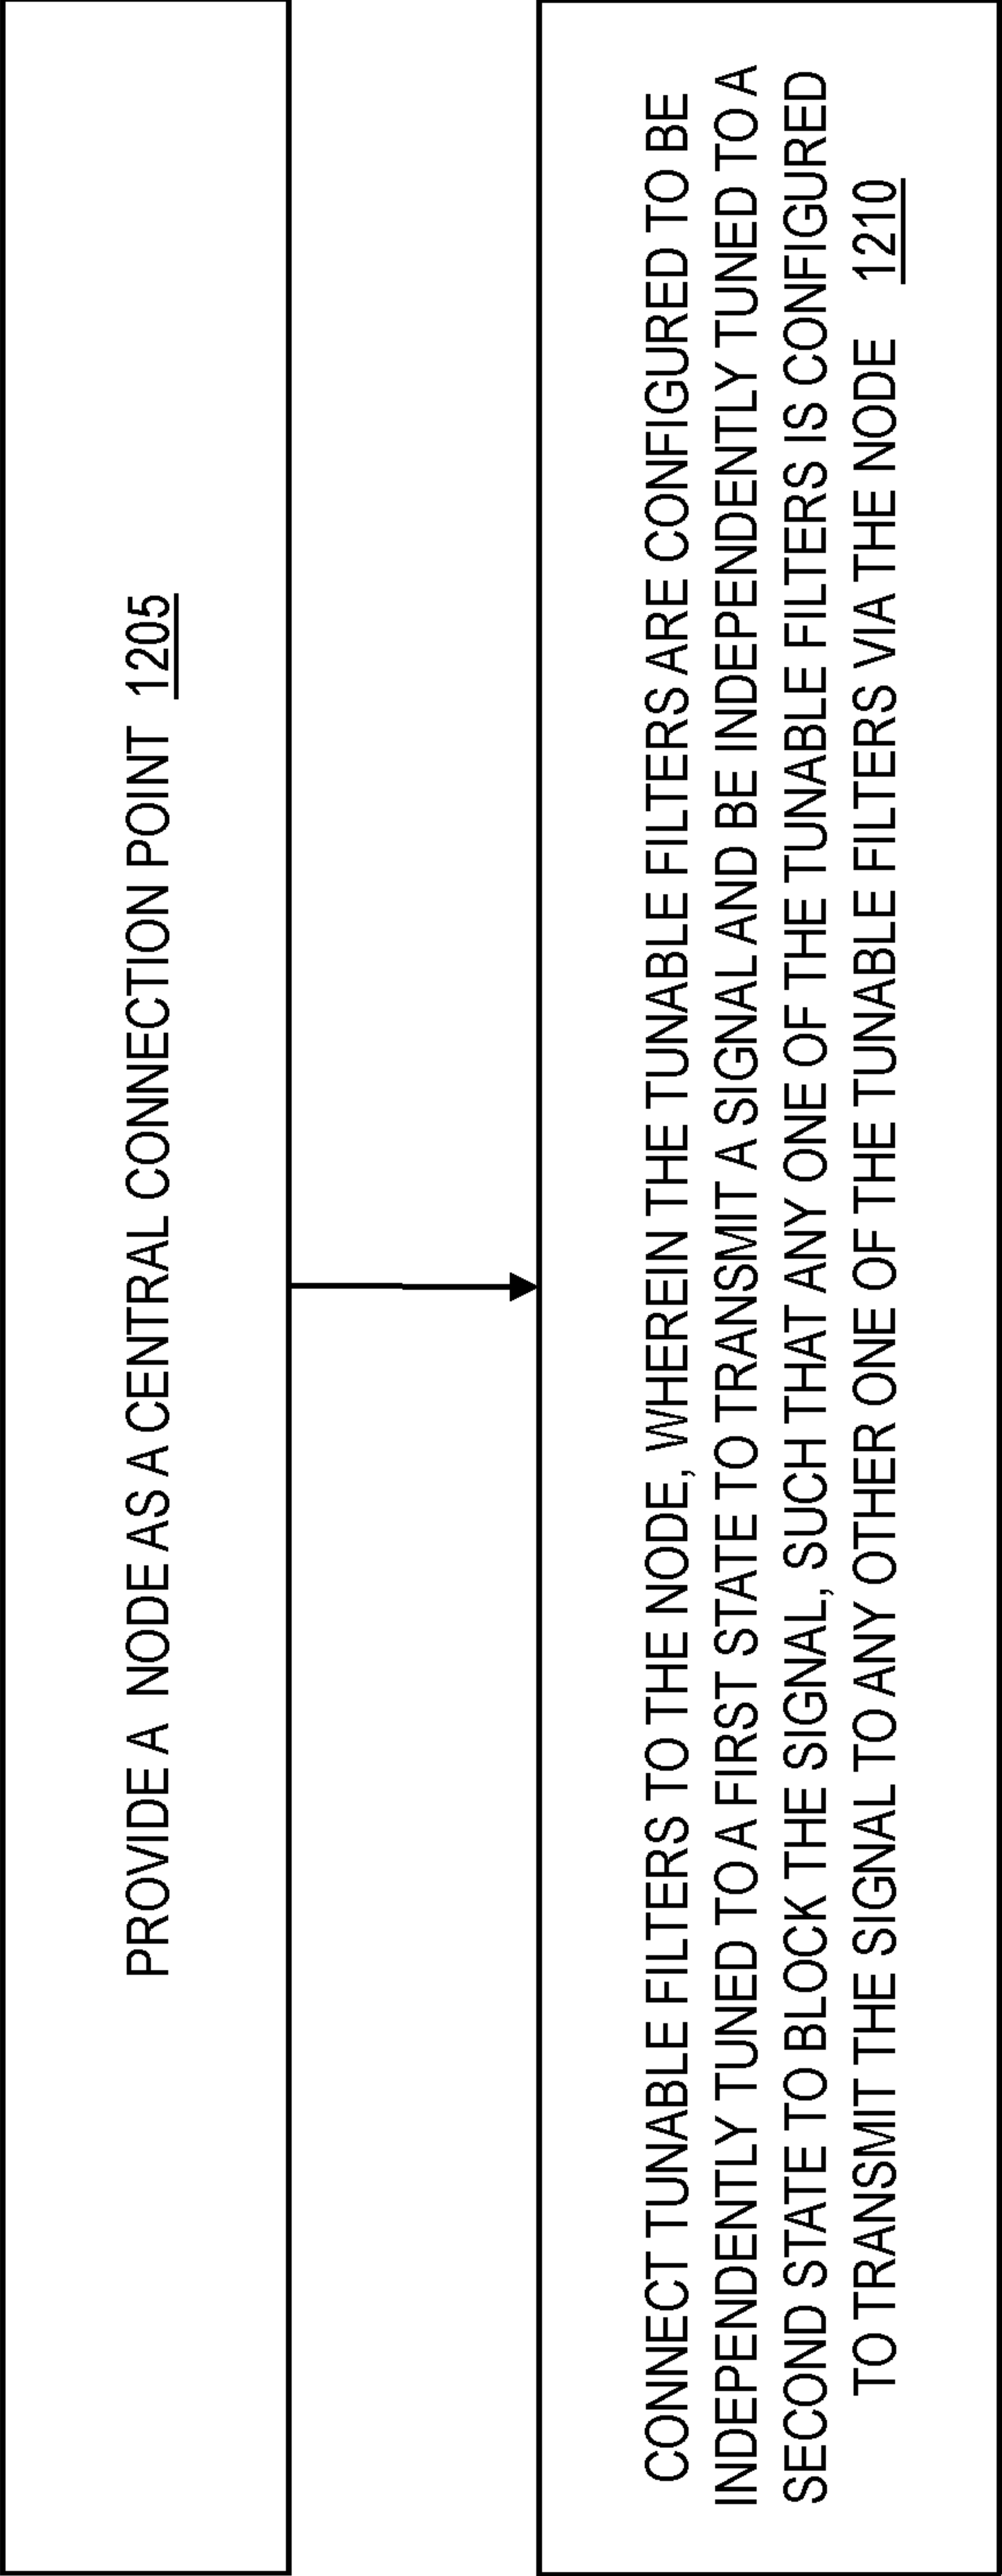 PROVIDE A NODE AS A CENTRAL CONNECTION POINT 1205
CONNECT TUNABLE FILTERS TO THE NODE, WHEREIN THE TUNABLE FILTERS ARE CONFIGURED TO BE
INDEPENDENTLY TUNED TO A FIRST STATE TO TRANSMIT A SIGNAL AND BE INDEPENDENTLY TUNED TO A
SECOND STATE TO BLOCK THE SIGNAL, SUCH THAT ANY ONE OF THE TUNABLE FILTERS IS CONFIGURED
TO TRANSMIT THE SIGNAL TO ANY OTHER ONE OF THE TUNABLE FILTERS VIA THE NODE 1210